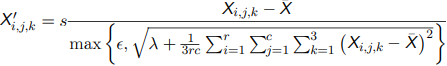 $$X'_{i,j,k} = s \frac{X_{i,j,k} - \bar{X}}{\max\left\{\epsilon, \sqrt{\lambda + \frac{1}{3rc} \sum_{i=1}^{r} \sum_{j=1}^{c} \sum_{k=1}^{3} \left(X_{i,j,k} - \bar{X}\right)^2}\right\}}$$